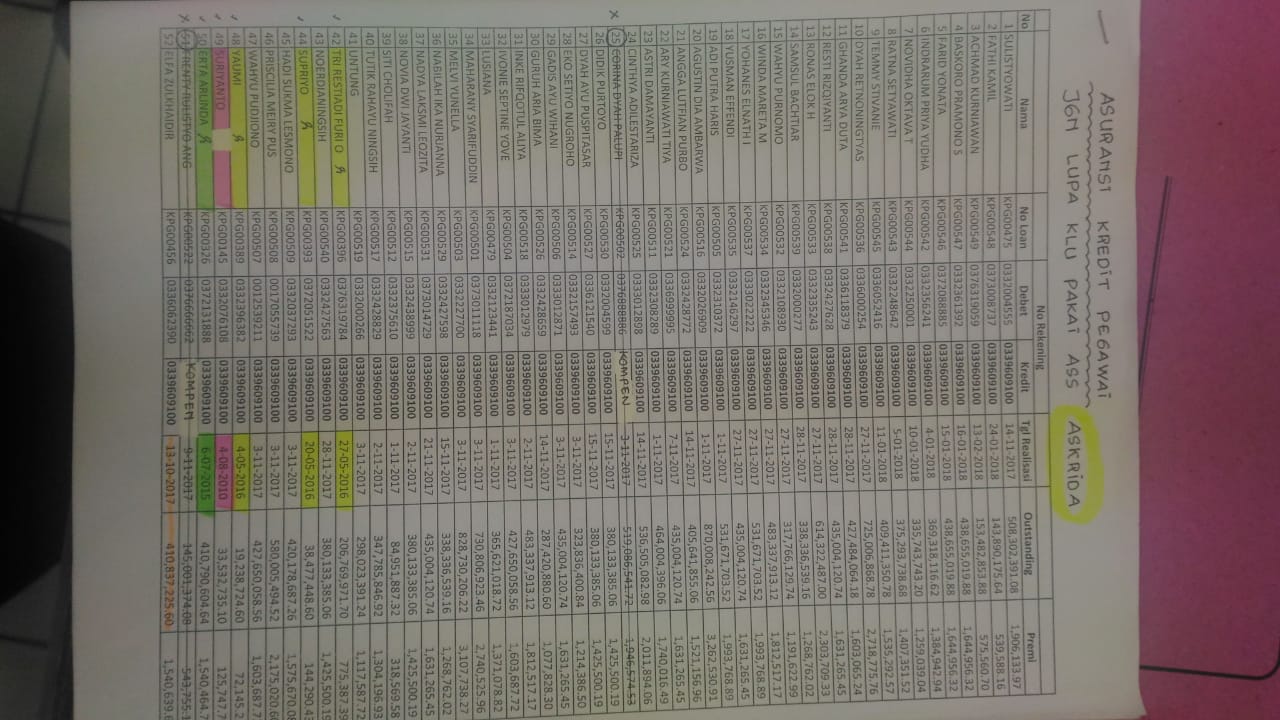 ASURANSI KREDIT PEGAWAI
JGN LUPA KLU PAKAI ASS ASKRIDA
No Nama No Loan No Rekening Tgl Realisasi Outstanding Premi
Debet Kredit
1 SULISTYOWATI KPG00475 0332004555 0339609100 14-11-2017 508,302,391.08 1,906,133.97
2 FATHI KAMIL KPG00548 0373008737 0339609100 24-01-2018 143,890,175.64 539,588.16
3 ACHMAD KURNIAWAN KPG00549 0376319029 0339609100 13-02-2018 153,482,851.88 575,560.70
4 BASKORO PRAMONO S KPG00547 0332361392 0339609100 16-02-2018 438,655,019.88 1,644,956.32
5 FARID YONATA KPG00546 0337208885 0339609100 15-01-2018 438,655,019.88 1,644,956.32
6 INDRARUM PRIYA YUDHA KPG00542 0333236241 0339609100 4-01-2018 369,318,116.62 1,384,942.94
7 NOVIDHA OKTAVA T KPG00544 0332250001 0339609100 10-01-2018 335,743,743.20 1,259,039.04
8 RATNA SETYAWATI KPG00543 0332248642 0339609100 5-01-2018 375,293,738.68 1,407,351.52
9 TEMMY STIVANIE KPG00545 0336052416 0339609100 11-01-2018 409,411,350.78 1,535,292.57
10 DYAH RETNONINGTYAS KPG00536 0336000254 0339609100 27-11-2017 725,006,868.78 2,718,775.76
11 GHANDA ARYA DUTA KPG00541 0336118379 0339609100 28-11-2017 427,484,064.18 1,603,065.24
12 RESTI RIZQIYANTI KPG00538 0332427628 0339609100 28-11-2017 435,004,120.74 1,631,265.45
13 RONAS ELOK H KPG00533 0332335243 0339609100 27-11-2017 614,322,487.00 2,303,709.33
14 SAMSUL BACHTIAR KPG00539 0332000277 0339609100 28-11-2017 338,336,539.16 1,268,762.02
15 WAHYU PURNOMO KPG00532 0332108930 0339609100 28-11-2017 317,766,129.74 1,191,622.99
16 WINDA MARETA M KPG00534 0332345346 0339609100 27-11-2017 483,337,913.12 1,812,517.17
17 YOHANES ELNATH I KPG00537 0333022222 0339609100 27-11-2017 531,671,703.52 1,993,768.89
18 YUSMAN EFFENDI KPG00535 0332146297 0339609100 27-11-2017 435,004,120.74 1,631,265.45
19 ADI PUTRA HARIS KPG00505 0332210372 0339609100 1-11-2017 531,671,703.52 1,993,768.89
20 AGUSTIN DIA AMBARWA KPG00516 0332026909 0339609100 1-11-2017 870,008,242.56 3,262,530.91
21 ANGGA LUTFIAN PURBO KPG00524 0332428772 0339609100 14-11-2017 405,641,855.06 1,521,156.96
22 ARY KURNIAWATI TIYA KPG00521 0336999995 0339609100 7-11-2017 435,004,120.74 1,631,265.45
23 ASTRI DAMAYANTI KPG00511 0332308289 0339609100 1-11-2017 464,004,396.06 1,740,016.49
24 CINTHYA ADILESTARIZA KPG00525 0333012898 0339609100 14-11-2017 536,505,082.98 2,011,894.06
x 25 DORINA DYAH PALUPI KPG00502 KOMPEN 3-11-2017
26 DIDIK PURTOYO KPG00530 0332004599 0339609100 15-11-2017 380,133,385.06 1,425,500.19
27 DYAH AYU PUSPITASAR KPG00527 0336121540 0339609100 15-11-2017 380,133,385.06 1,425,500.19
28 EKO SETIYO NUGROHO KPG00514 0332157493 0339609100 3-11-2017 323,836,400.84 1,214,386.50
29 GADIS AYU WIHANI KPG00506 0333012871 0339609100 3-11-2017 435,004,120.74 1,631,265.45
30 GURUH ARIA BIMA KPG00526 0332428659 0339609100 14-11-2017 287,420,880.60 1,077,828.30
31 INKE RIFQOTUL ALIYA KPG00518 0333012979 0339609100 2-11-2017 483,337,913.12 1,812,517.17
32 IVONE SEPTINE YOVE KPG00504 0372187034 0339609100 3-11-2017 427,650,058.56 1,603,687.72
33 LUSIANA KPG00479 0332123441 0339609100 1-11-2017 365,621,018.72 1,371,078.82
34 MAHARANY SYARIFUDDIN KPG00501 0373011118 0339609100 3-11-2017 730,806,923.46 2,740,525.96
35 MELVI YUNELLA KPG00503 0332227700 0339609100 3-11-2017 828,730,206.22 3,107,738.27
36 NAGILAH IKA NURJANNA KPG00529 0332427598 0339609100 15-11-2017 338,336,539.16 1,268,762.02
37 NADYA LAKSMI LEOZITA KPG00531 0373014729 0339609100 21-11-2017 435,004,120.74 1,631,265.45
38 NOVIA DWI JAYANTI KPG00515 0332438999 0339609100 2-11-2017 380,133,385.06 1,425,500.19
39 SITI CHOLIFAH KPG00512 0332375610 0339609100 1-11-2017 84,951,887.32 318,569.58
40 TUTIK RAHAYU NINGSIH KPG00517 0332428829 0339609100 2-11-2017 347,785,846.92 1,304,196.93
41 UNTUNG KPG00519 0332000266 0339609100 3-11-2017 298,023,391.24 1,117,587.72
✓ 42 TRI RESTIADI FURI O KPG00396 0376319784 0339609100 27-05-2016 206,769,971.70 775,387.39
43 NOERDIANINGSIH KPG00540 0332427563 0339609100 28-11-2017 380,133,385.06 1,425,500.19
✓ 44 SUPRIYO KPG00393 0372051522 0339609100 20-05-2016 38,477,448.60 144,290.4
45 HADI SURMA LESMONO KPG00509 0332037293 0339609100 3-11-2017 420,178,687.26 1,575,670.0
46 PRISCLIA MEIRY PUS KPG00508 0017055739 0339609100 3-11-2017 580,005,494.52 2,175,020.60
47 WAHYU PUDJIONO KPG00507 0012539211 0339609100 3-11-2017 427,650,058.56 1,603,687.7
✓ 48 YAUMI KPG00389 0332396382 0339609100 4-05-2016 19,238,724.60 72,145.2
✓ 49 SURIYANTO KPG00145 0332076108 0339609100 4-08-2010 33,532,735.10 125,747.7
✓ 50 ERTA ARLINDA KPG00326 0372131888 0339609100 6-07-2015 410,790,604.64 1,540,464.7
x 51 FRENTY RULISTYO ANG KPG00522 KOMPEN 9-11-2017 145,001,374.08 543,755.1
52 ELFA ZULKHAIDIR KPG00456 0336062390 0339609100 13-10-2017 410,837,225.60 1,540,639.6